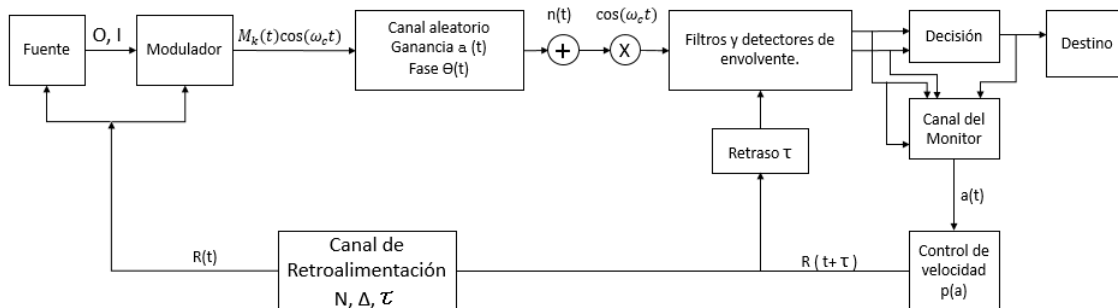 Fuente
O, I
Modulador
M_k(t)cos(ω_c t)
Canal aleatorio
Ganancia a (t)
Fase Ɵ(t)
n(t)
+
cos(ω_c t)
X
Filtros y detectores de
envolvente.
Decisión
Destino
Canal del
Monitor
Retraso τ
a(t)
R(t)
Canal de
Retroalimentación
N, Δ, τ
R ( t+ τ )
Control de
velocidad
p(a)